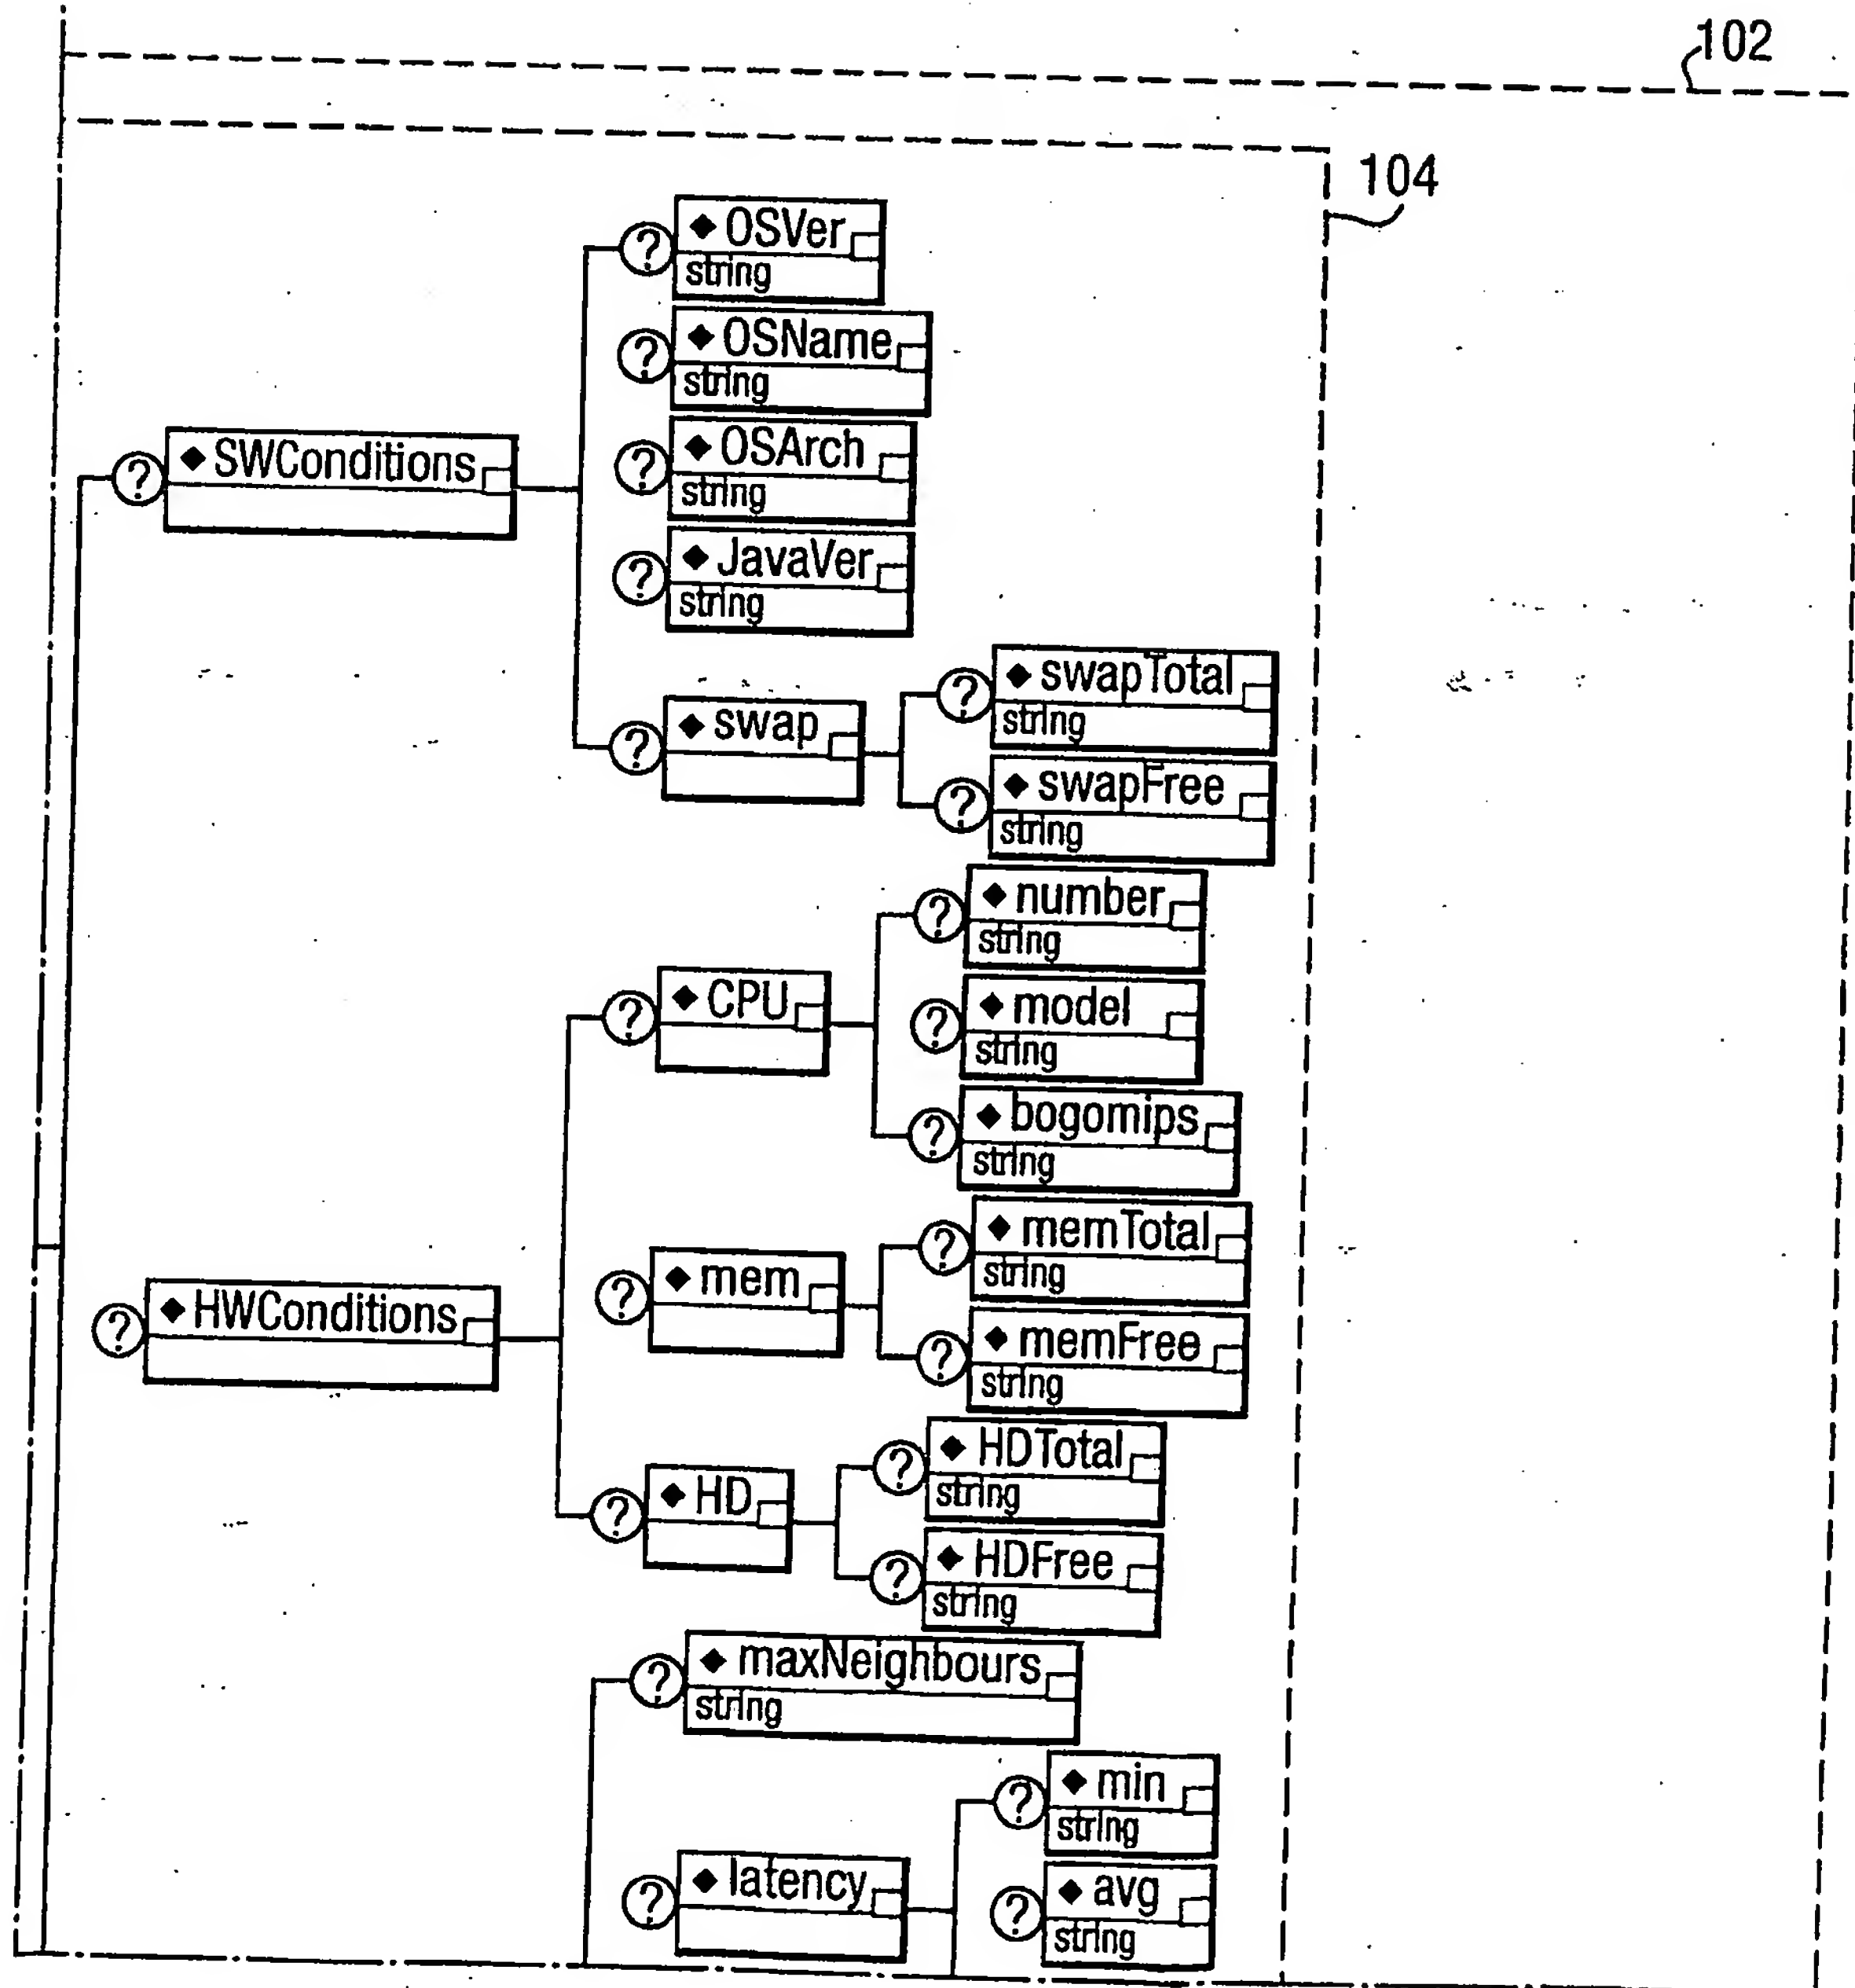 102
104
? ◆ OSVer
string
? ◆ OSName
string
? ◆ SWConditions
? ◆ OSArch
string
? ◆ JavaVer
string
? ◆ swapTotal
string
? ◆ swap
? ◆ swapFree
string
? ◆ number
string
? ◆ CPU
? ◆ model
string
? ◆ bogomips
string
? ◆ memTotal
string
? ◆ mem
? ◆ HWConditions
? ◆ memFree
string
? ◆ HDTotal
string
? ◆ HD
? ◆ HDFree
string
? ◆ maxNeighbours
string
? ◆ min
string
? ◆ latency
? ◆ avg
string